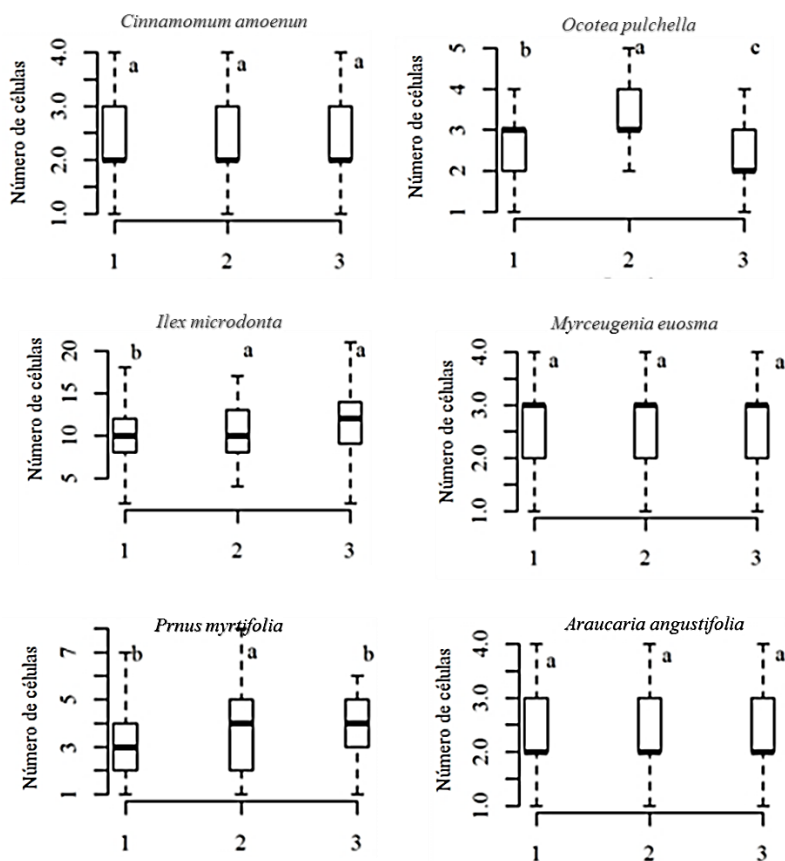 Cinnamomum amoenun
Número de células
4.0
3.0
2.0
1.0
a a a
1 2 3
Ocotea pulchella
Número de células
5
4
3
2
1
b a c
1 2 3
Ilex microdonta
Número de células
20
15
10
5
b a a
1 2 3
Myrceugenia euosma
Número de células
4.0
3.0
2.0
1.0
a a a
1 2 3
Prnus myrtifolia
Número de células
7
5
3
1
b a b
1 2 3
Araucaria angustifolia
Número de células
4.0
3.0
2.0
1.0
a a a
1 2 3